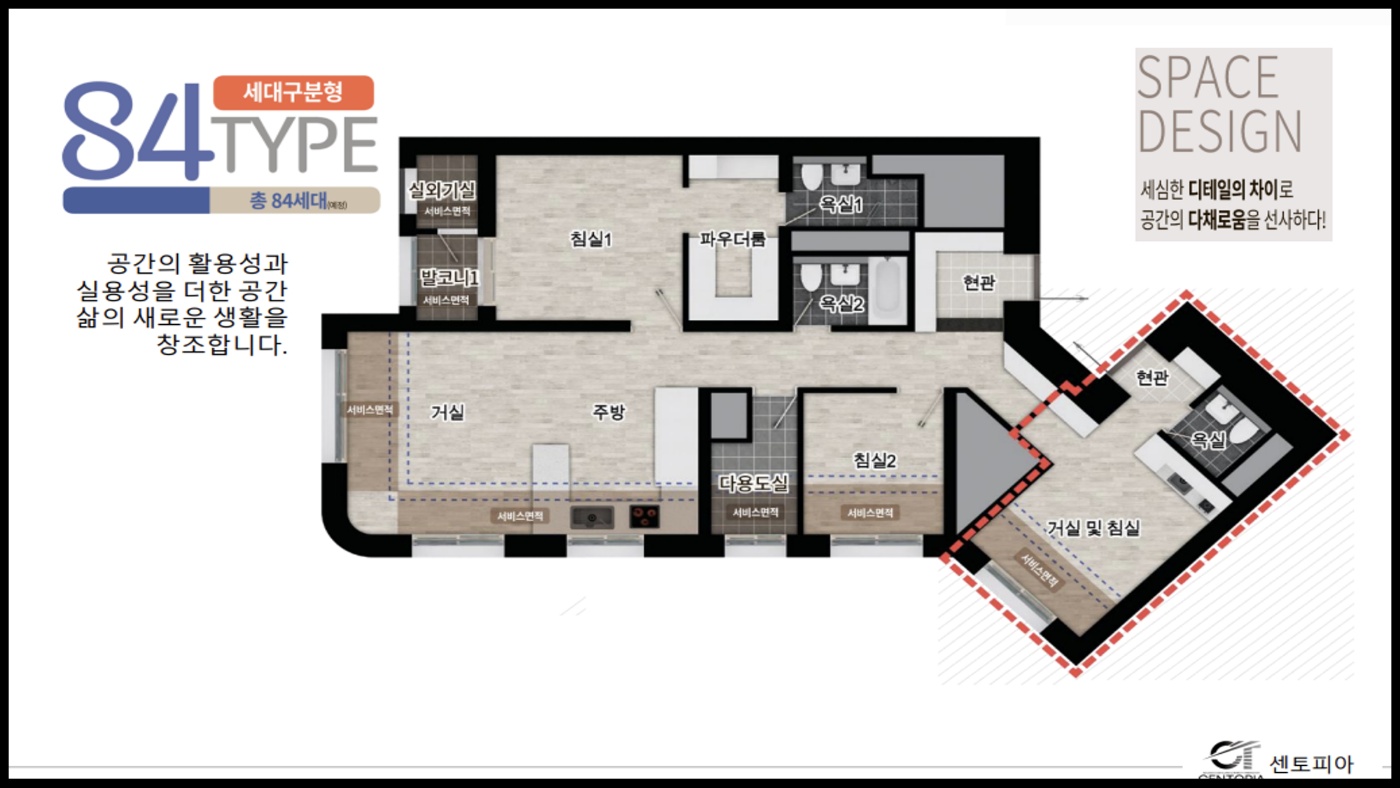 84
세대구분형
TYPE
총 84세대(예정)
공간의 활용성과
실용성을 더한 공간
삶의 새로운 생활을
창조합니다.
SPACE
DESIGN
세심한 디테일의 차이로
공간의 다채로움을 선사하다!
실외기실
서비스면적
발코니1
서비스면적
침실1
파우더룸
욕실1
욕실2
현관
서비스면적
거실
주방
서비스면적
다용도실
서비스면적
침실2
서비스면적
현관
욕실
거실 및 침실
서비스면적
CENTOPIA
센토피아